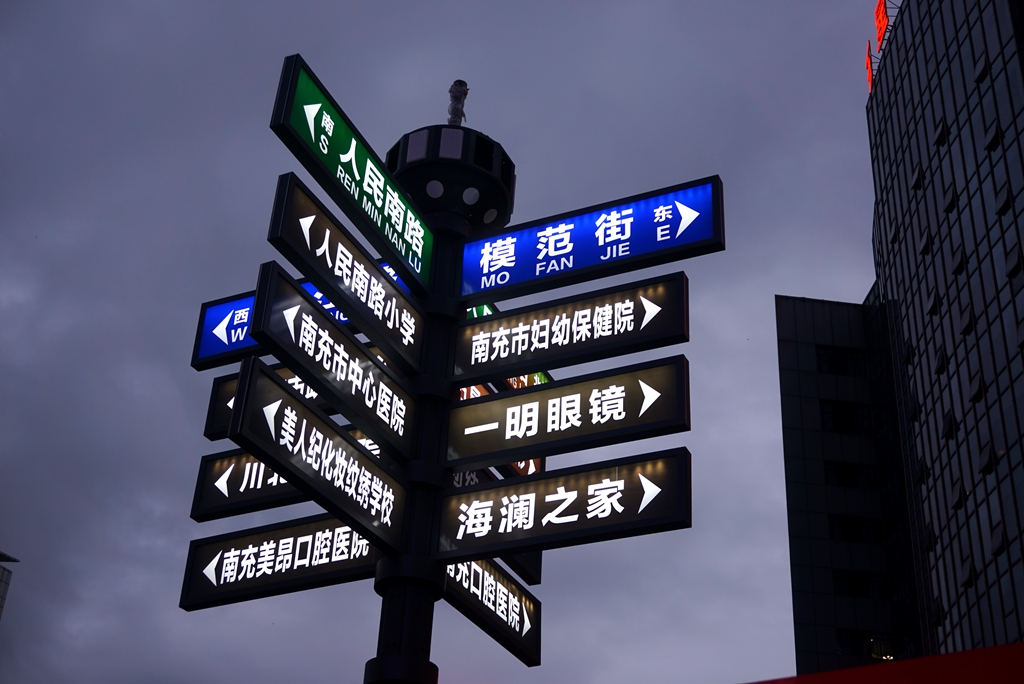 南
S
人民南路
REN MIN NAN LU
人民南路小学
南充市中心医院
美人纪化妆纹绣学校
模范街
MO FAN JIE
东
E
南充市妇幼保健院
一明眼镜
海澜之家
西
W
川北
南充美昂口腔医院
充口腔医院